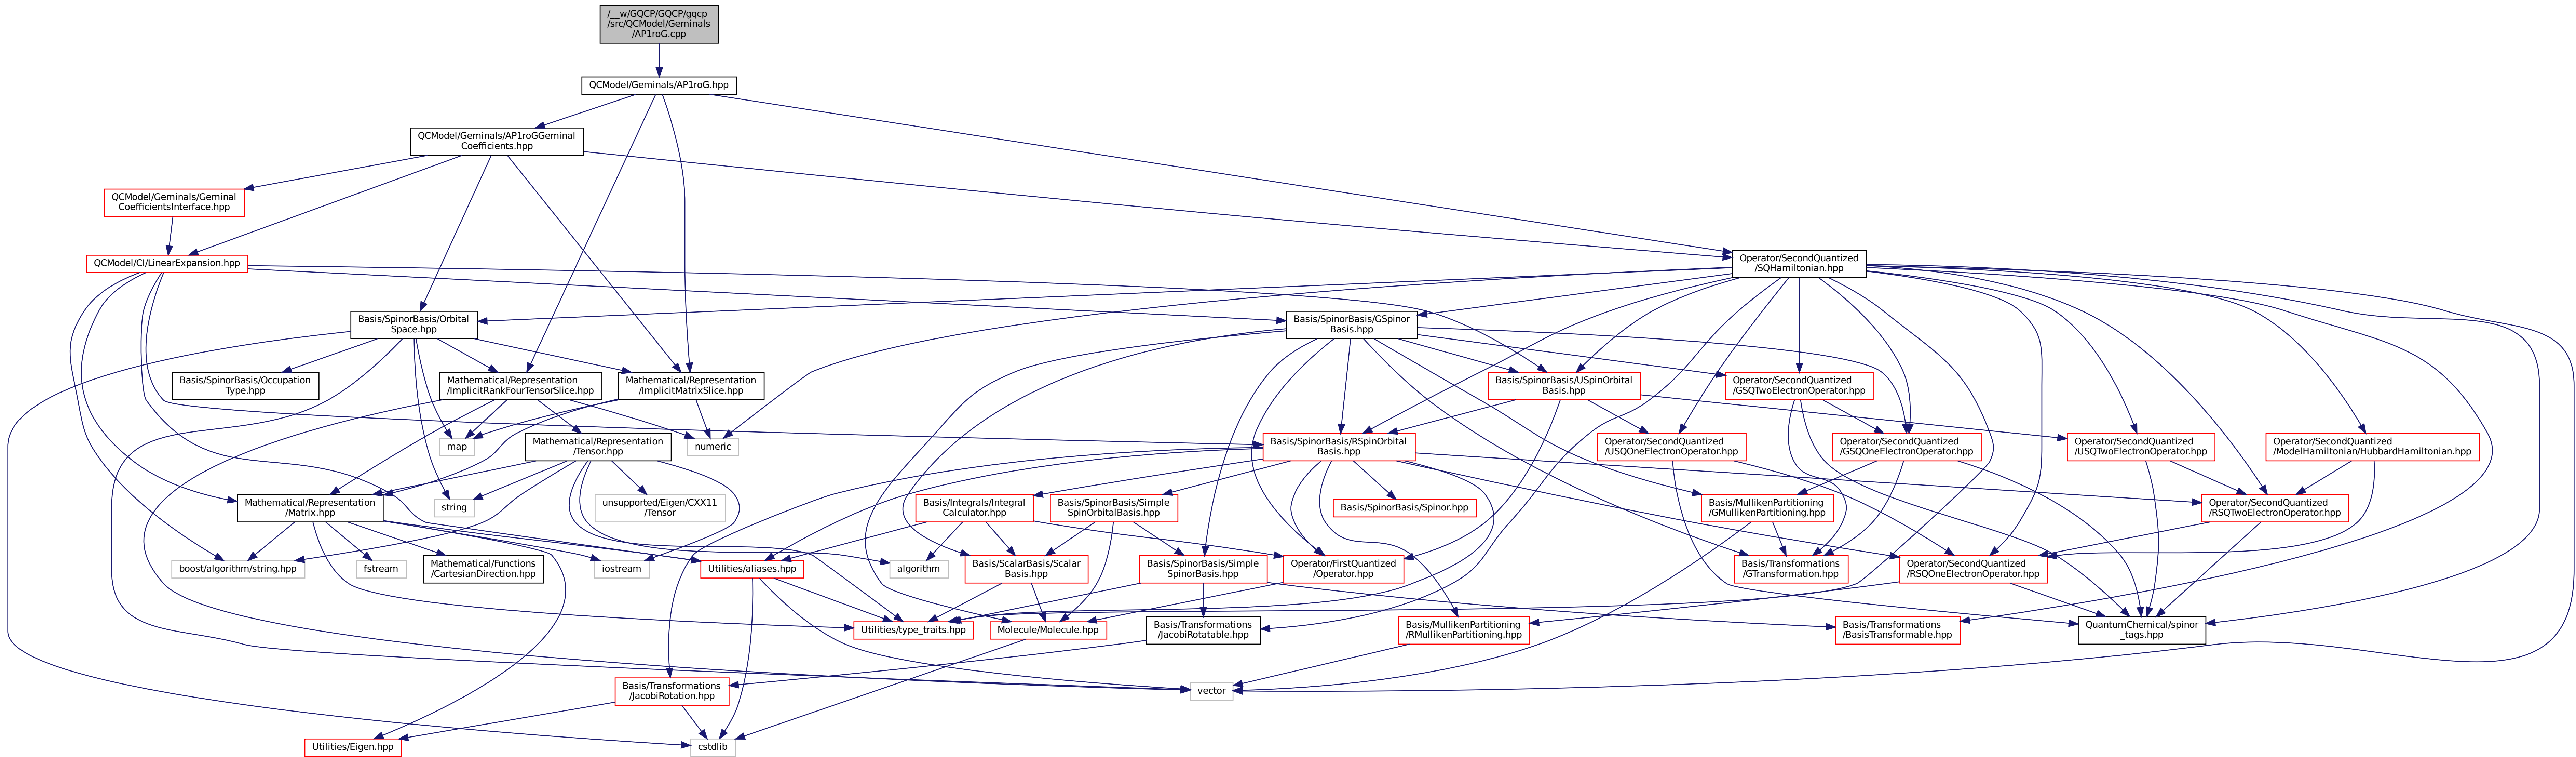 /__w/GQCP/GQCP/gqcp
/src/QCModel/Geminals
/AP1roG.cpp
QCModel/Geminals/AP1roG.hpp
QCModel/Geminals/AP1roGGeminal
Coefficients.hpp
QCModel/Geminals/Geminal
CoefficientsInterface.hpp
QCModel/CI/LinearExpansion.hpp
Operator/SecondQuantized
/SQHamiltonian.hpp
Basis/SpinorBasis/Orbital
Space.hpp
Basis/SpinorBasis/GSpinor
Basis.hpp
Basis/SpinorBasis/Occupation
Type.hpp
Mathematical/Representation
/ImplicitRankFourTensorSlice.hpp
Mathematical/Representation
/ImplicitMatrixSlice.hpp
Basis/SpinorBasis/USpinOrbital
Basis.hpp
Operator/SecondQuantized
/GSQTwoElectronOperator.hpp
map
Mathematical/Representation
/Tensor.hpp
numeric
Basis/SpinorBasis/RSpinOrbital
Basis.hpp
Operator/SecondQuantized
/USQOneElectronOperator.hpp
Operator/SecondQuantized
/GSQOneElectronOperator.hpp
Operator/SecondQuantized
/USQTwoElectronOperator.hpp
Operator/SecondQuantized
/ModelHamiltonian/HubbardHamiltonian.hpp
Mathematical/Representation
/Matrix.hpp
string
unsupported/Eigen/CXX11
/Tensor
Basis/Integrals/Integral
Calculator.hpp
Basis/SpinorBasis/Simple
SpinOrbitalBasis.hpp
Basis/SpinorBasis/Spinor.hpp
Basis/MullikenPartitioning
/GMullikenPartitioning.hpp
Operator/SecondQuantized
/RSQTwoElectronOperator.hpp
boost/algorithm/string.hpp
fstream
Mathematical/Functions
/CartesianDirection.hpp
iostream
Utilities/aliases.hpp
algorithm
Basis/ScalarBasis/Scalar
Basis.hpp
Basis/SpinorBasis/Simple
SpinorBasis.hpp
Operator/FirstQuantized
/Operator.hpp
Basis/Transformations
/GTransformation.hpp
Operator/SecondQuantized
/RSQOneElectronOperator.hpp
Utilities/type_traits.hpp
Molecule/Molecule.hpp
Basis/Transformations
/JacobiRotatable.hpp
Basis/MullikenPartitioning
/RMullikenPartitioning.hpp
Basis/Transformations
/BasisTransformable.hpp
QuantumChemical/spinor
_tags.hpp
Basis/Transformations
/JacobiRotation.hpp
vector
Utilities/Eigen.hpp
cstdlib